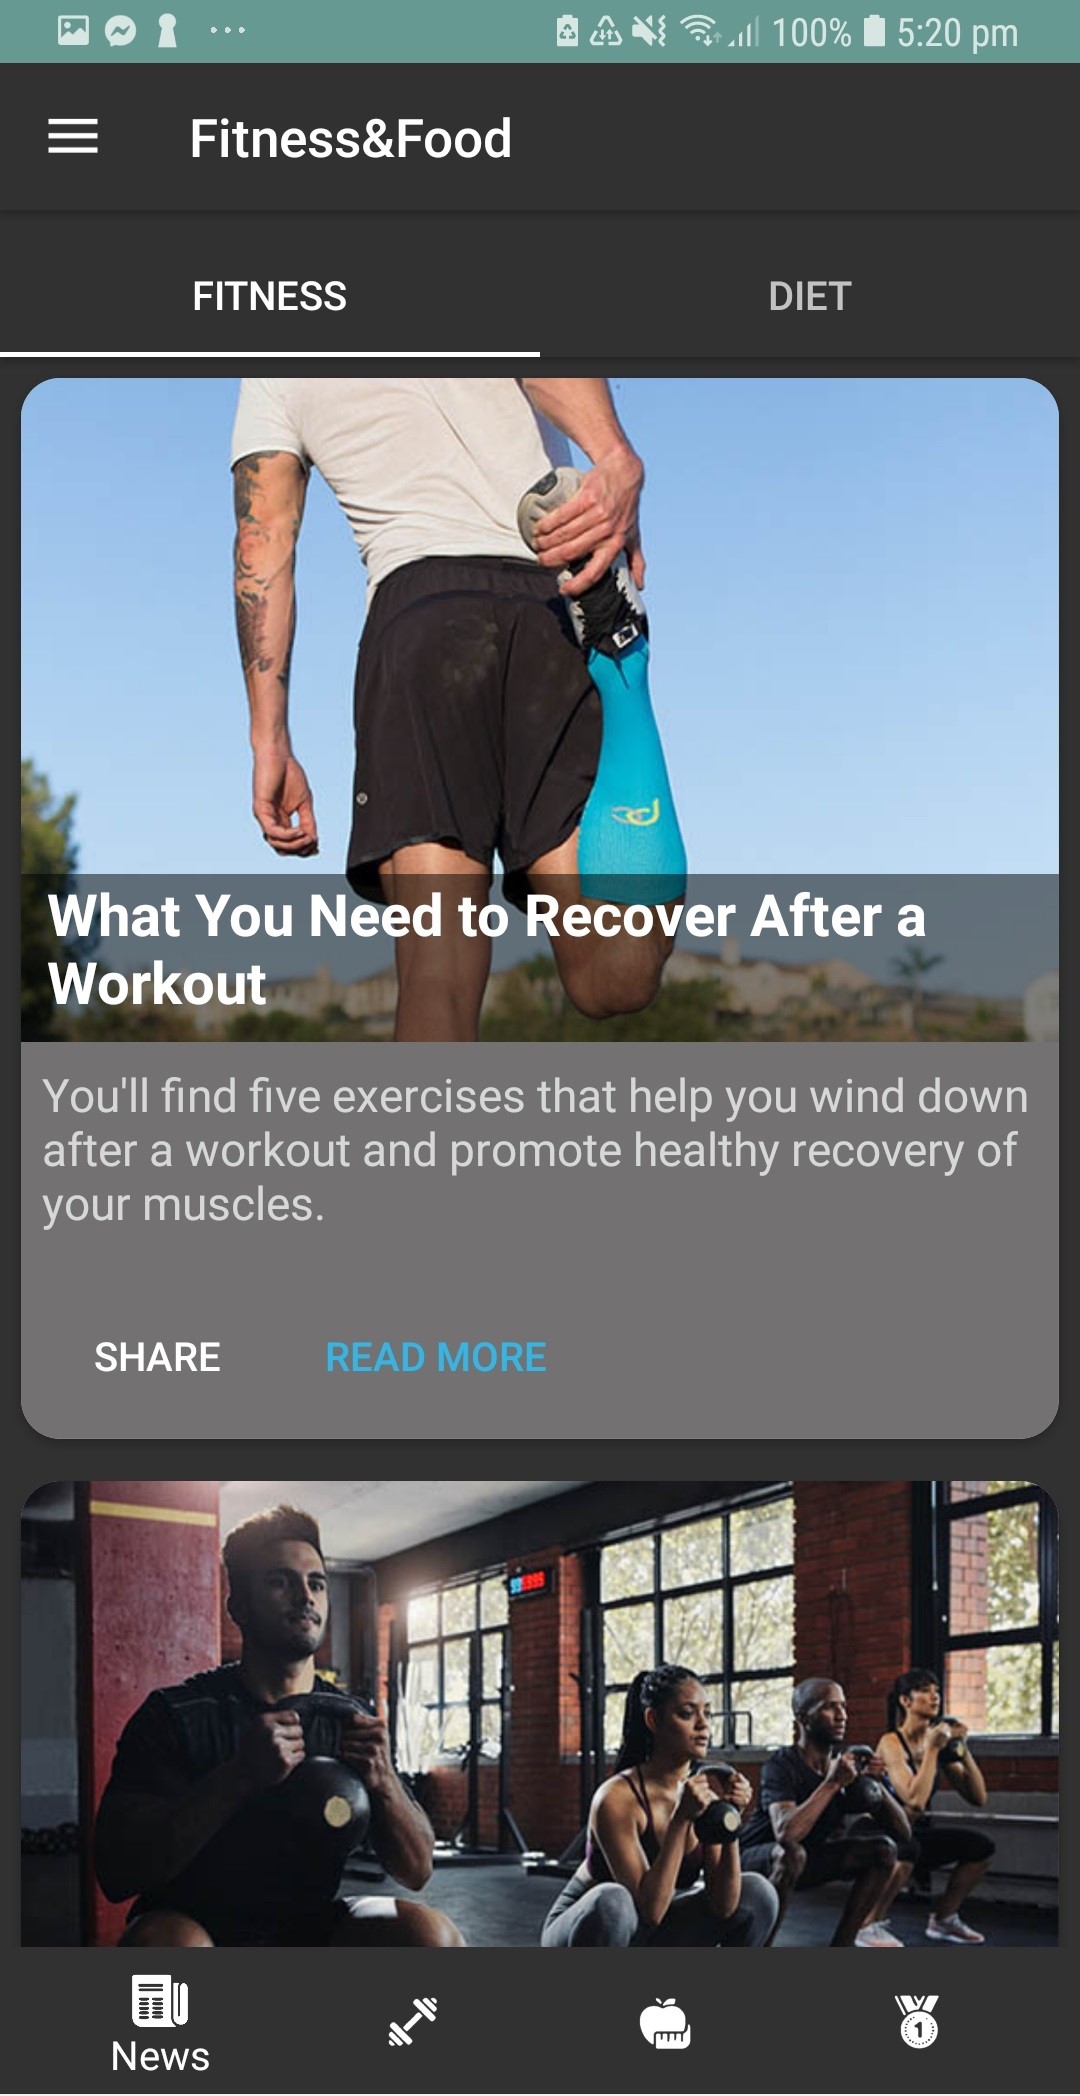 100% 5:20 pm
Fitness&Food
FITNESS DIET
What You Need to Recover After a
Workout
You'll find five exercises that help you wind down
after a workout and promote healthy recovery of
your muscles.
SHARE READ MORE
1
News